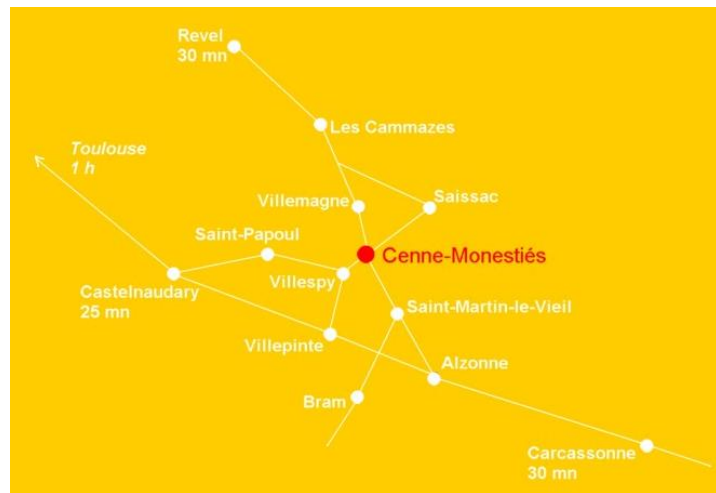 Revel
30 mn
Les Cammazes
Toulouse
1 h
Villemagne
Saissac
Saint-Papoul
Cenne-Monestiés
Villespy
Castelnaudary
25 mn
Saint-Martin-le-Vieil
Villepinte
Alzonne
Bram
Carcassonne
30 mn